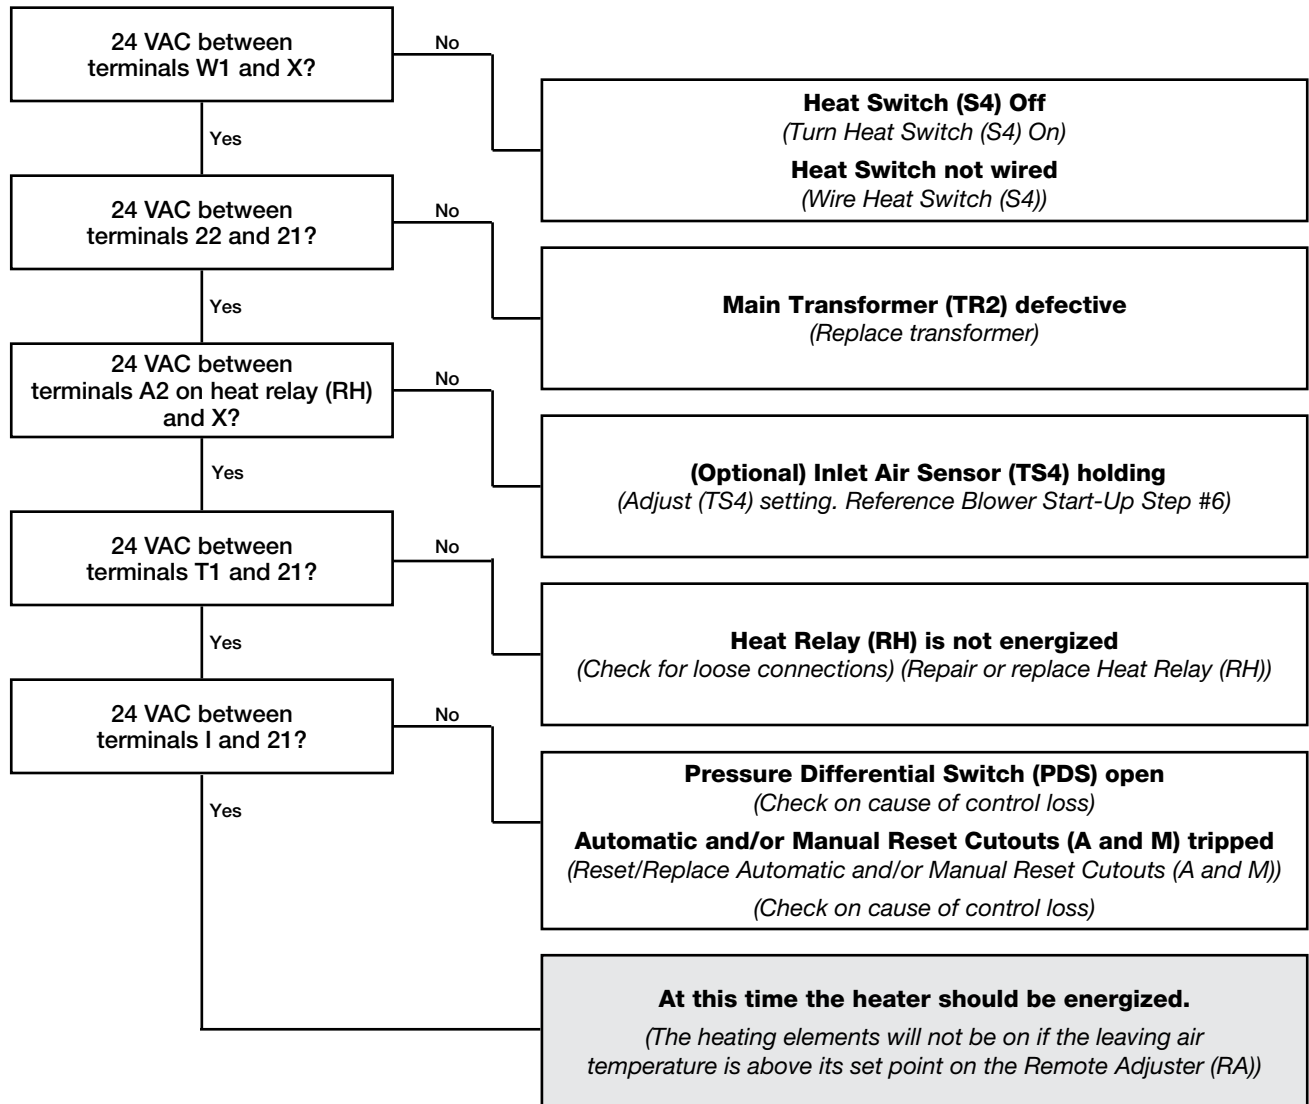 24 VAC between
terminals W1 and X?
No
Heat Switch (S4) Off
(Turn Heat Switch (S4) On)
Heat Switch not wired
(Wire Heat Switch (S4))
Yes
24 VAC between
terminals 22 and 21?
No
Main Transformer (TR2) defective
(Replace transformer)
Yes
24 VAC between
terminals A2 on heat relay (RH)
and X?
No
(Optional) Inlet Air Sensor (TS4) holding
(Adjust (TS4) setting. Reference Blower Start-Up Step #6)
Yes
24 VAC between
terminals T1 and 21?
No
Heat Relay (RH) is not energized
(Check for loose connections) (Repair or replace Heat Relay (RH))
Yes
24 VAC between
terminals I and 21?
No
Pressure Differential Switch (PDS) open
(Check on cause of control loss)
Automatic and/or Manual Reset Cutouts (A and M) tripped
(Reset/Replace Automatic and/or Manual Reset Cutouts (A and M))
(Check on cause of control loss)
Yes
At this time the heater should be energized.
(The heating elements will not be on if the leaving air
temperature is above its set point on the Remote Adjuster (RA))